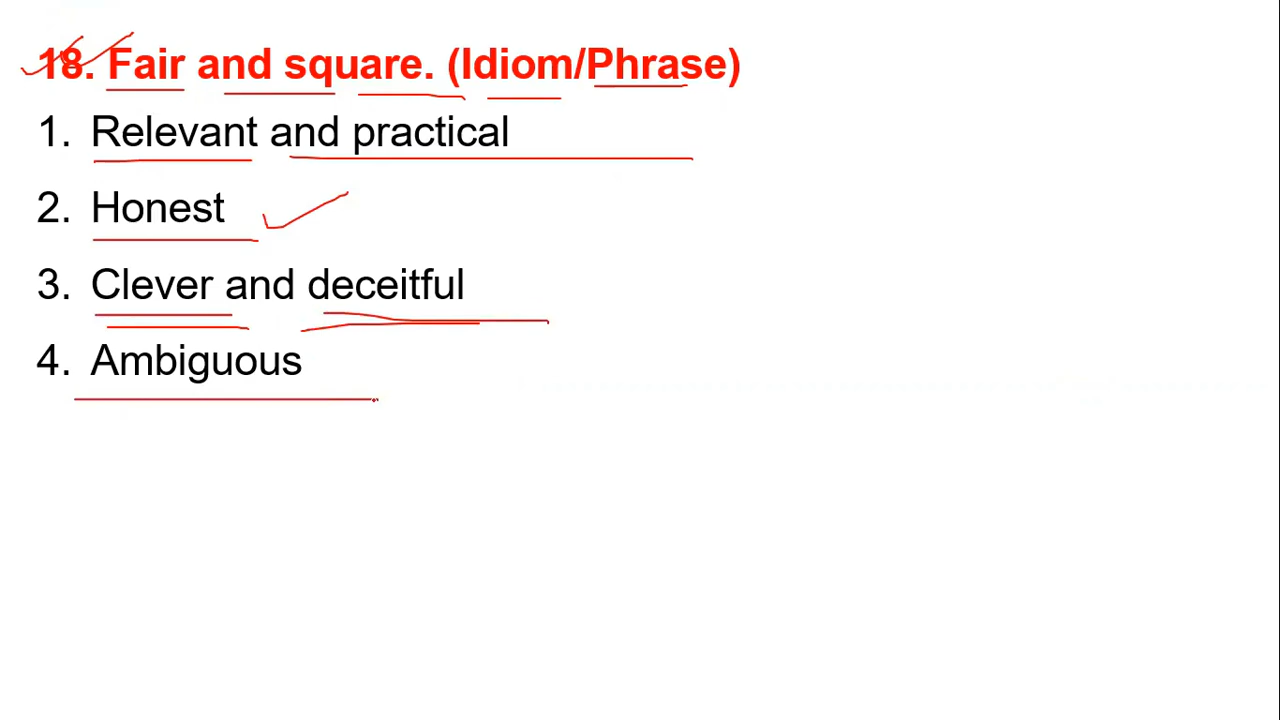 18. Fair and square. (Idiom/Phrase)
1. Relevant and practical
2. Honest
3. Clever and deceitful
4. Ambiguous